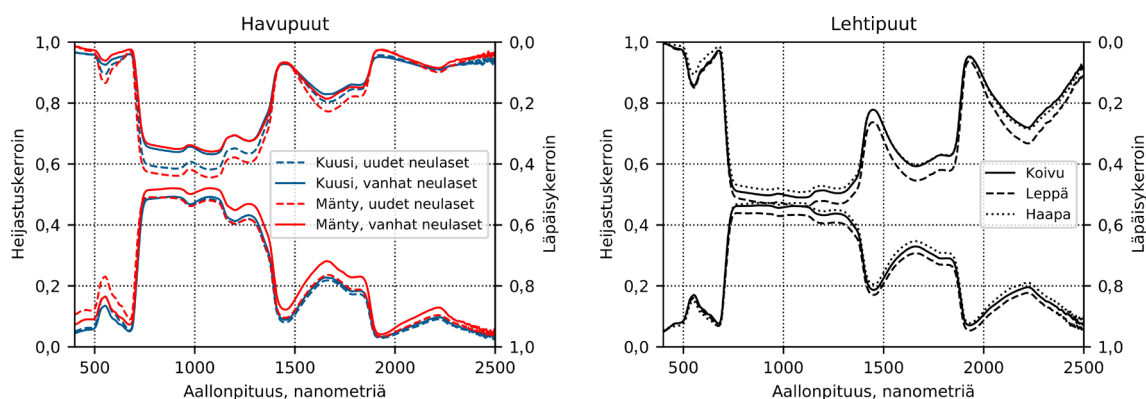 Havupuut
1,0
0,8
0,6
0,4
0,2
0,0
Heijastuskerroin
0,0
0,2
0,4
0,6
0,8
1,0
Läpäisykerroin
Kuusi, uudet neulaset
Kuusi, vanhat neulaset
Mänty, uudet neulaset
Mänty, vanhat neulaset
500 1000 1500 2000 2500
Aallonpituus, nanometriä
Lehtipuut
1,0
0,8
0,6
0,4
0,2
0,0
Heijastuskerroin
0,0
0,2
0,4
0,6
0,8
1,0
Läpäisykerroin
Koivu
Leppä
Haapa
500 1000 1500 2000 2500
Aallonpituus, nanometriä